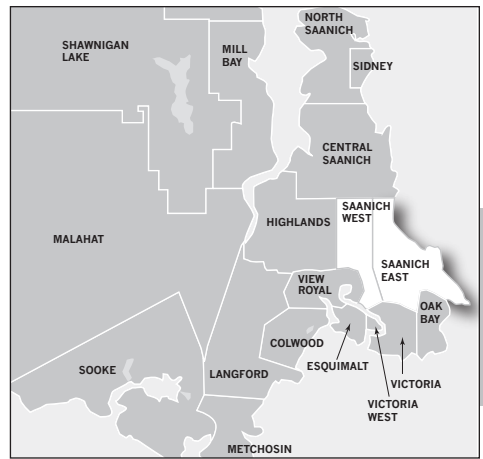 NORTH
SAANICH
SHAWNIGAN
LAKE
MILL
BAY
SIDNEY
CENTRAL
SAANICH
SAANICH
WEST
HIGHLANDS
MALAHAT
SAANICH
EAST
VIEW
ROYAL
OAK
BAY
COLWOOD
SOOKE
LANGFORD
ESQUIMALT
VICTORIA
VICTORIA
WEST
METCHOSIN